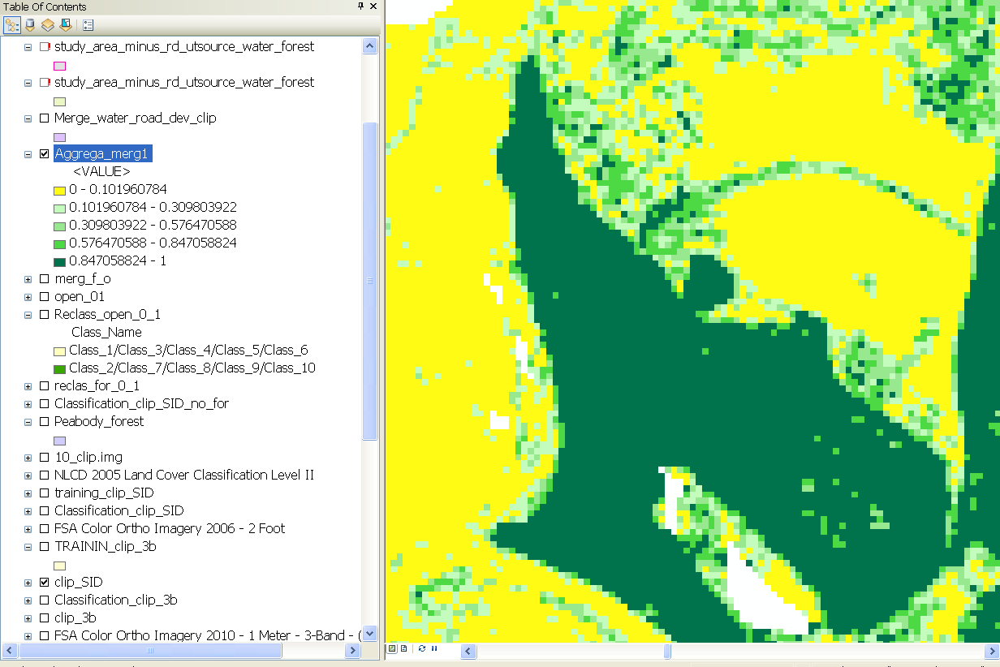 Table Of Contents
study_area_minus_rd_utsource_water_forest
study_area_minus_rd_utsource_water_forest
Merge_water_road_dev_clip
Aggrega_merg1
<VALUE>
0 - 0.101960784
0.101960784 - 0.309803922
0.309803922 - 0.576470588
0.576470588 - 0.847058824
0.847058824 - 1
merg_f_o
open_01
Reclass_open_0_1
Class_Name
Class_1/Class_3/Class_4/Class_5/Class_6
Class_2/Class_7/Class_8/Class_9/Class_10
reclas_for_0_1
Classification_clip_SID_no_for
Peabody_forest
10_clip.img
NLCD 2005 Land Cover Classification Level II
training_clip_SID
Classification_clip_SID
FSA Color Ortho Imagery 2006 - 2 Foot
TRAININ_clip_3b
clip_SID
Classification_clip_3b
clip_3b
FSA Color Ortho Imagery 2010 - 1 Meter - 3-Band - (